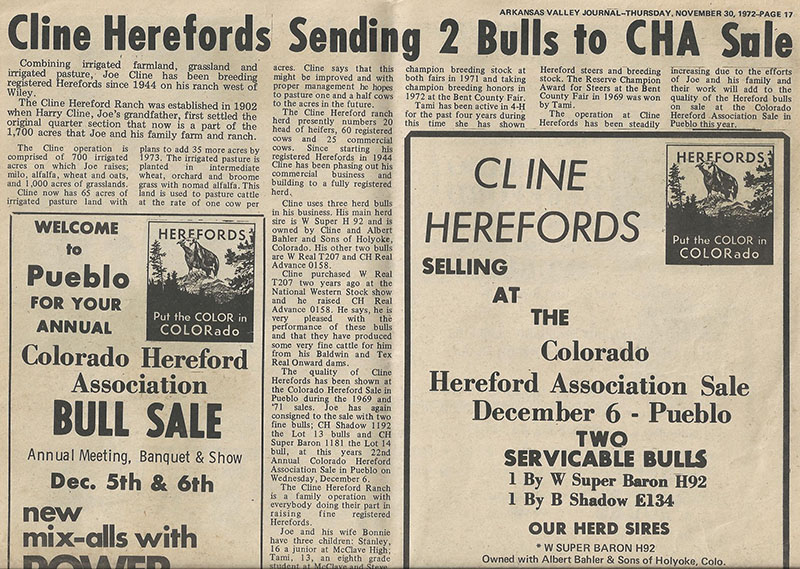 ARKANSAS VALLEY JOURNAL—THURSDAY, NOVEMBER 30, 1972—PAGE 17
Cline Herefords Sending 2 Bulls to CHA Sale
Combining irrigated farmland, grassland and
irrigated pasture, Joe Cline has been breeding
registered Herefords since 1944 on his ranch west of
Wiley.
The Cline Hereford Ranch was established in 1902
when Harry Cline, Joe's grandfather, first settled the
original quarter section that now is a part of the
1,700 acres that Joe and his family farm and ranch.
The Cline operation is
comprised of 700 irrigated
acres on which Joe raises;
milo, alfalfa, wheat and oats,
and 1,000 acres of grasslands.
Cline now has 65 acres of
irrigated pasture land with
plans to add 35 more acres by
1973. The irrigated pasture is
planted in intermediate
wheat, orchard and broome
grass with nomad alfalfa. This
land is used to pasture cattle
at the rate of one cow per
acres. Cline says that this
might be improved and with
proper management he hopes
to pasture one and a half cows
to the acres in the future.
The Cline Hereford ranch
herd presently numbers 20
head of heifers, 60 registered
cows and 25 commercial
cows. Since starting his
registered Herefords in 1944
Cline has been phasing out his
commercial business and
building to a fully registered
herd.
Cline uses three herd bulls
in his business. His main herd
sire is W Super H 92 and is
owned by Cline and Albert
Bahler and Sons of Holyoke,
Colorado. His other two bulls
are W Real T207 and CH Real
Advance 0158.
Cline purchased W Real
T207 two years ago at the
National Western Stock show
and he raised CH Real
Advance 0158. He says, he is
very pleased with the
performance of these bulls
and that they have produced
some very fine cattle for him
from his Baldwin and Tex
Real Onward dams.
The quality of Cline
Herefords has been shown at
the Colorado Hereford Sale in
Pueblo during the 1969 and
'71 sales. Joe has again
consigned to the sale with two
fine bulls; CH Shadow 1192
the Lot 13 bulls and CH
Super Baron 1181 the Lot 14
bull, at this years 22nd
Annual Colorado Hereford
Association Sale in Pueblo on
Wednesday, December 6.
The Cline Hereford Ranch
is a family operation with
everybody doing their part in
raising fine registered
Herefords.
Joe and his wife Bonnie
have three children: Stanley,
16 a junior at McClave High;
Tami, 13, an eighth grade
student at McClave and Steve,
champion breeding stock at
both fairs in 1971 and taking
champion breeding honors in
1972 at the Bent County Fair.
Tami has been active in 4-H
for the past four years during
this time she has shown
Hereford steers and breeding
stock. The Reserve Champion
Award for Steers at the Bent
County Fair in 1969 was won
by Tami.
The operation at Cline
Herefords has been steadily
increasing due to the efforts
of Joe and his family and
their work will add to the
quality of the Hereford bulls
on sale at the Colorado
Hereford Association Sale in
Pueblo this year.
WELCOME
to
Pueblo
FOR YOUR
ANNUAL
HEREFORDS
Put the COLOR in
COLORado
Colorado Hereford
Association
BULL SALE
Annual Meeting, Banquet & Show
Dec. 5th & 6th
new
mix-alls with
POWER
CLINE
HEREFORDS
HEREFORDS
Put the COLOR in
COLORado
SELLING
AT
THE
Colorado
Hereford Association Sale
December 6 - Pueblo
TWO
SERVICABLE BULLS
1 By W Super Baron H92
1 By B Shadow E134
OUR HERD SIRES
* W SUPER BARON H92
Owned with Albert Bahler & Sons of Holyoke, Colo.